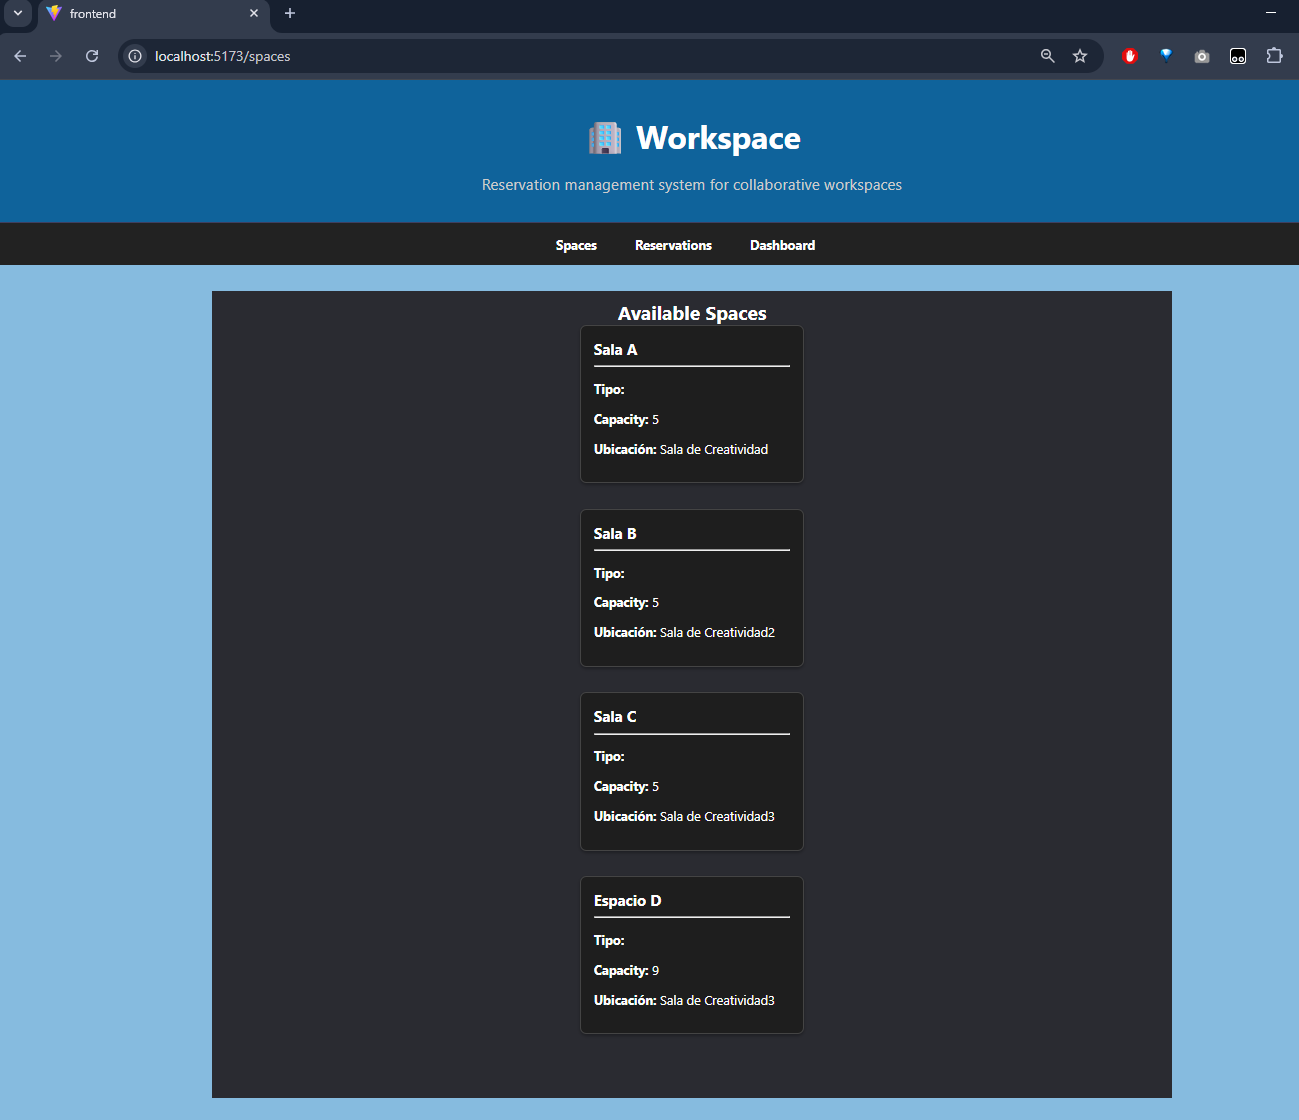 frontend
localhost:5173/spaces
Workspace
Reservation management system for collaborative workspaces
Spaces Reservations Dashboard
Available Spaces
Sala A
Tipo:
Capacity: 5
Ubicación: Sala de Creatividad
Sala B
Tipo:
Capacity: 5
Ubicación: Sala de Creatividad2
Sala C
Tipo:
Capacity: 5
Ubicación: Sala de Creatividad3
Espacio D
Tipo:
Capacity: 9
Ubicación: Sala de Creatividad3